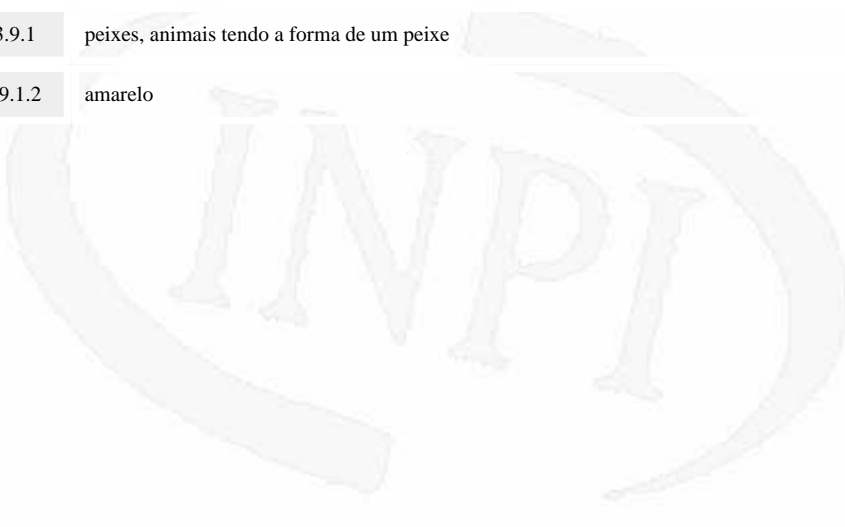 3.9.1 peixes, animais tendo a forma de um peixe
9.1.2 amarelo
INPI